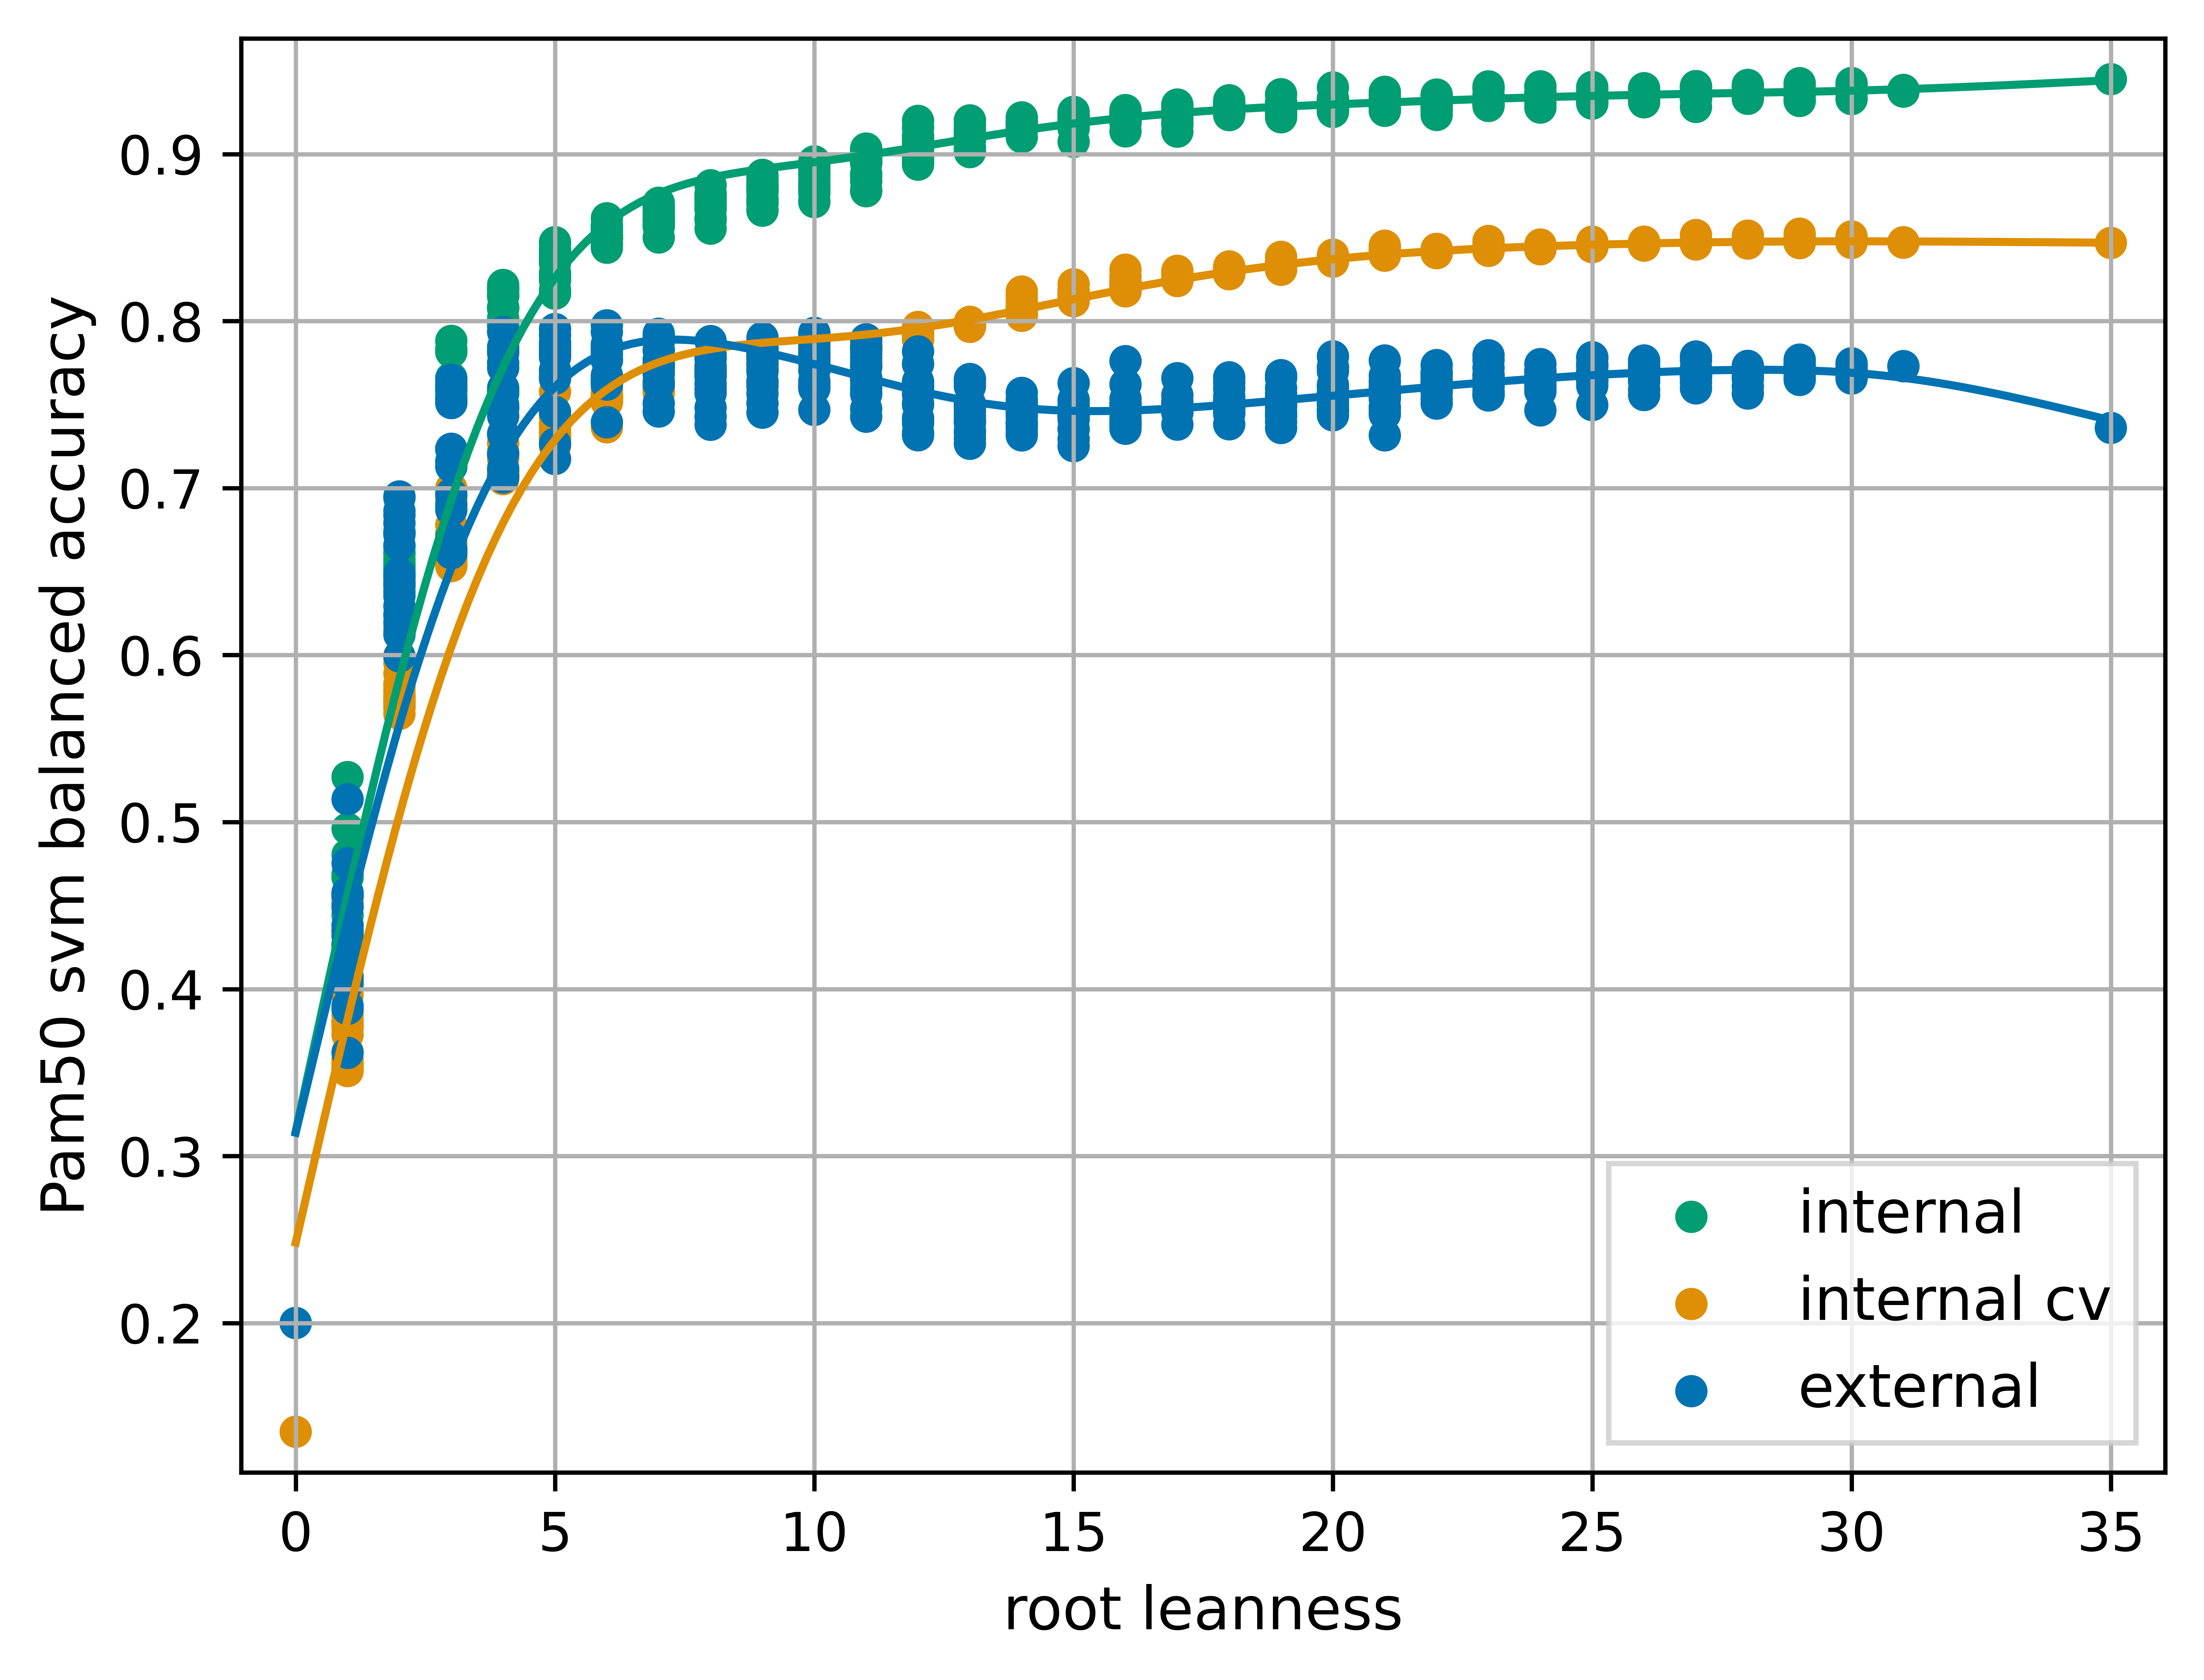 Pam50 svm balanced accuracy
0.9
0.8
0.7
0.6
0.5
0.4
0.3
0.2
internal
internal cv
external
0 5 10 15 20 25 30 35
root leanness